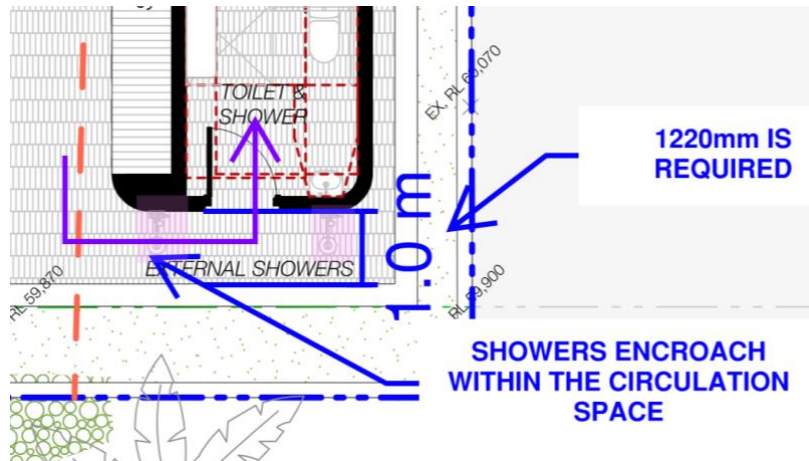 TOILET &
SHOWER
EX. RL 60,070
1220mm IS
REQUIRED
1.0 m
EXTERNAL SHOWERS
RL 59,870
RL 59,900
SHOWERS ENCROACH
WITHIN THE CIRCULATION
SPACE